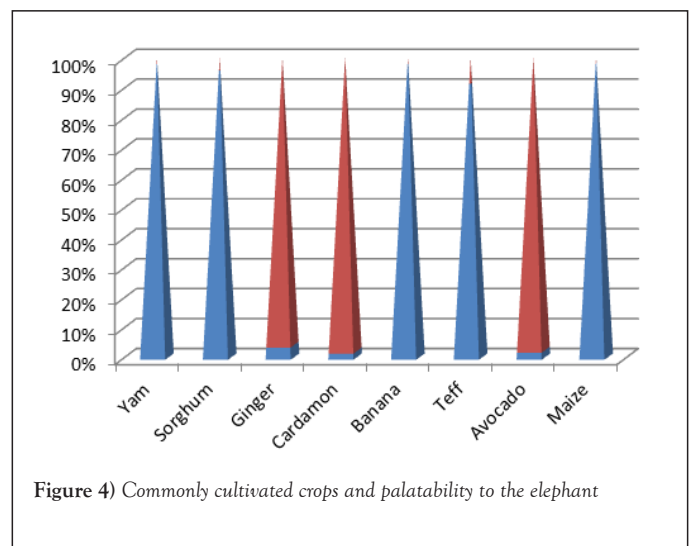 100%
90%
80%
70%
60%
50%
40%
30%
20%
10%
0%
Yam
Sorghum
Ginger
Cardamon
Banana
Teff
Avocado
Maize
Figure 4) Commonly cultivated crops and palatability to the elephant